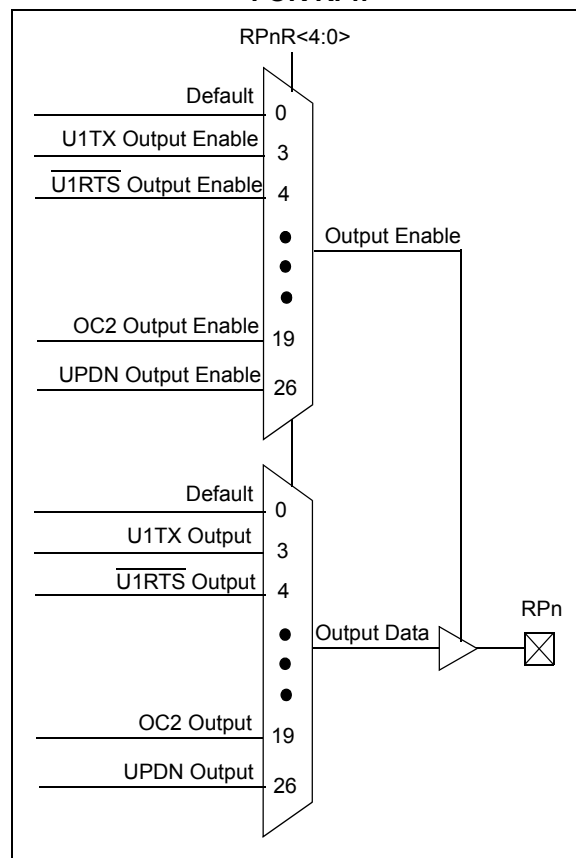 RPnR<4:0>
Default
0
U1TX Output Enable
3
U1RTS Output Enable
4
Output Enable
OC2 Output Enable
19
UPDN Output Enable
26
Default
0
U1TX Output
3
U1RTS Output
4
RPn
Output Data
OC2 Output
19
UPDN Output
26